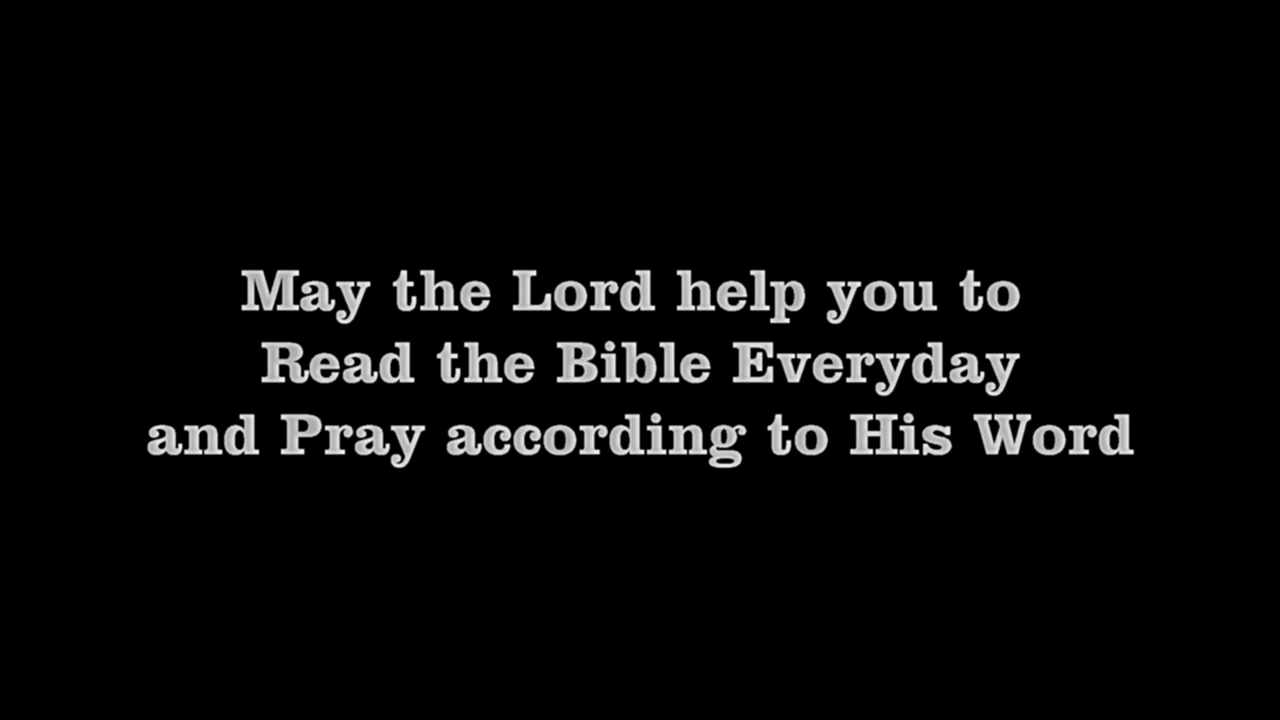 May the Lord help you to
Read the Bible Everyday
and Pray according to His Word